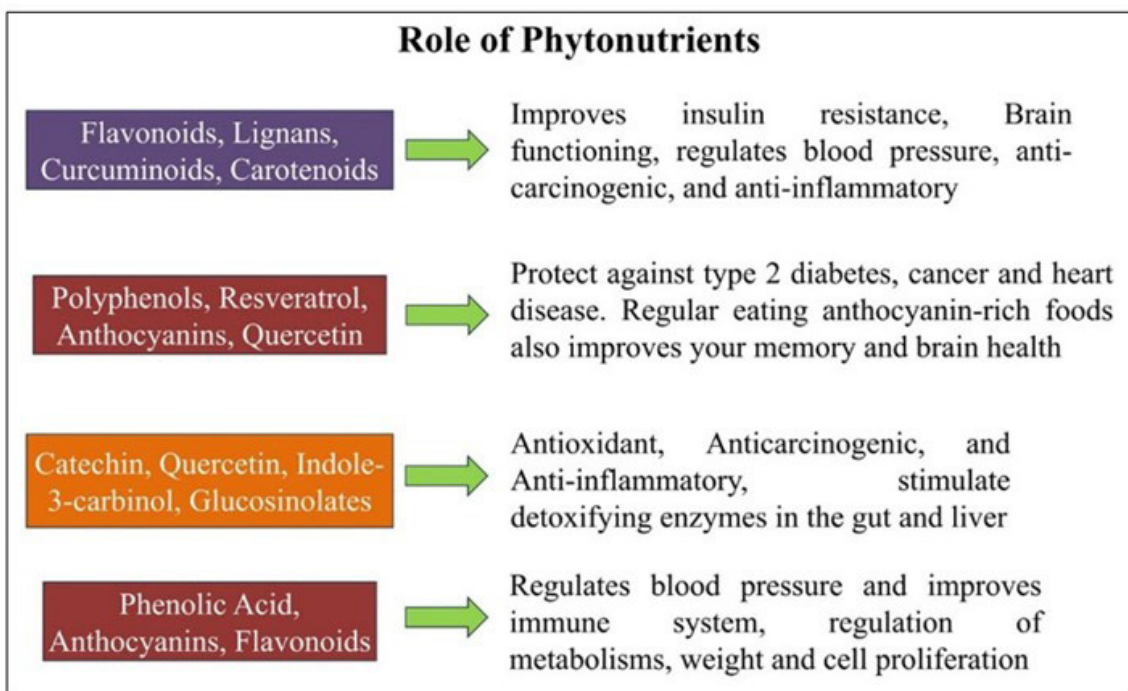 Role of Phytonutrients
Flavonoids, Lignans,
Curcuminoids, Carotenoids
Improves insulin resistance, Brain
functioning, regulates blood pressure, anti-
carcinogenic, and anti-inflammatory
Polyphenols, Resveratrol,
Anthocyanins, Quercetin
Protect against type 2 diabetes, cancer and heart
disease. Regular eating anthocyanin-rich foods
also improves your memory and brain health
Catechin, Quercetin, Indole-
3-carbinol, Glucosinolates
Antioxidant, Anticarcinogenic, and
Anti-inflammatory, stimulate
detoxifying enzymes in the gut and liver
Phenolic Acid,
Anthocyanins, Flavonoids
Regulates blood pressure and improves
immune system, regulation of
metabolisms, weight and cell proliferation